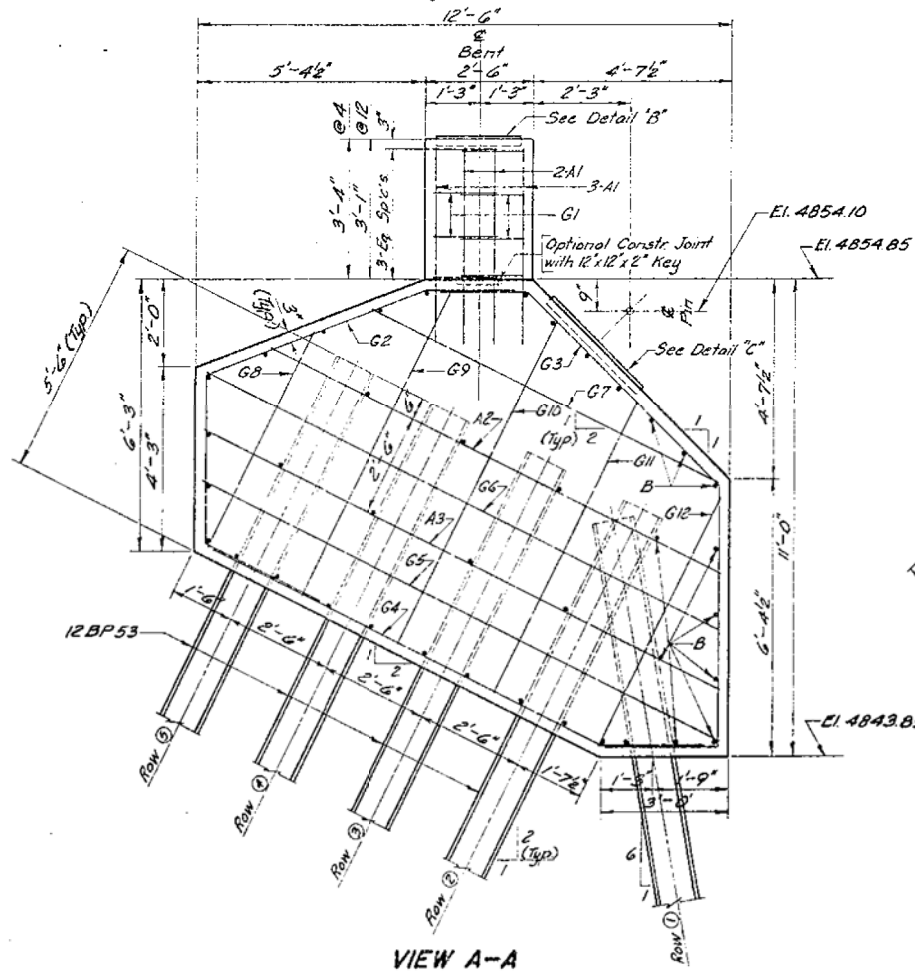 12'-6"
℄
Bent
5'-4½"
2'-6"
4'-7½"
1'-3"
1'-3"
2'-3"
See Detail "B"
@ 4
@ 12
3"
3'-4"
3'-1"
3-Eq. Spc's.
2-A1
3-A1
G1
El. 4854.10
El. 4854.85
Optional Constr. Joint
with 12"x12"x2" Key
9"
℄
Pin
5'-6" (Typ.)
2'-0"
3"
(Typ.)
G2
G3
See Detail "C"
G8
G9
G7
4'-7½"
G10
1
1
6'-3"
4'-3"
6"
A2
1
(Typ.)
2
G11
2'-6"
G6
B
G12
11'-0"
A3
G5
1'-6"
G4
B
6'-4½"
12 BP 53
2'-6"
2
2'-6"
2'-6"
El. 4843.8
1'-7½"
1'-3"
1'-9"
3'-0"
Row ⑤
Row ④
Row ③
2
(Typ.)
1
6
1
Row ②
Row ①
VIEW A-A